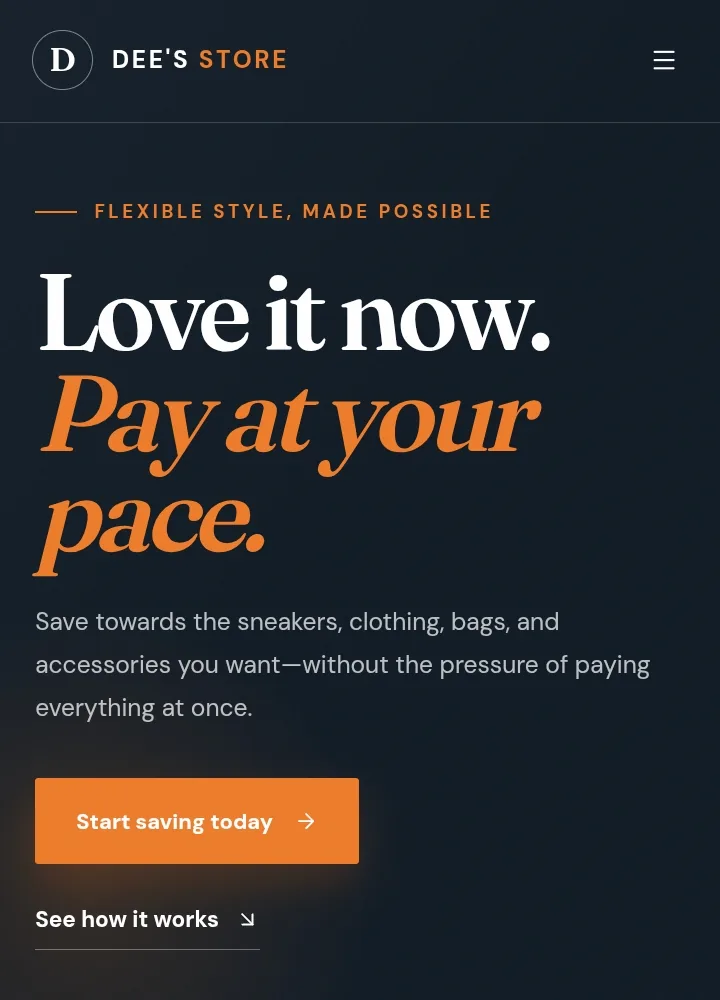 D
DEE'S STORE
FLEXIBLE STYLE, MADE POSSIBLE
Love it now.
Pay at your
pace.
Save towards the sneakers, clothing, bags, and
accessories you want—without the pressure of paying
everything at once.
Start saving today →
See how it works ↘